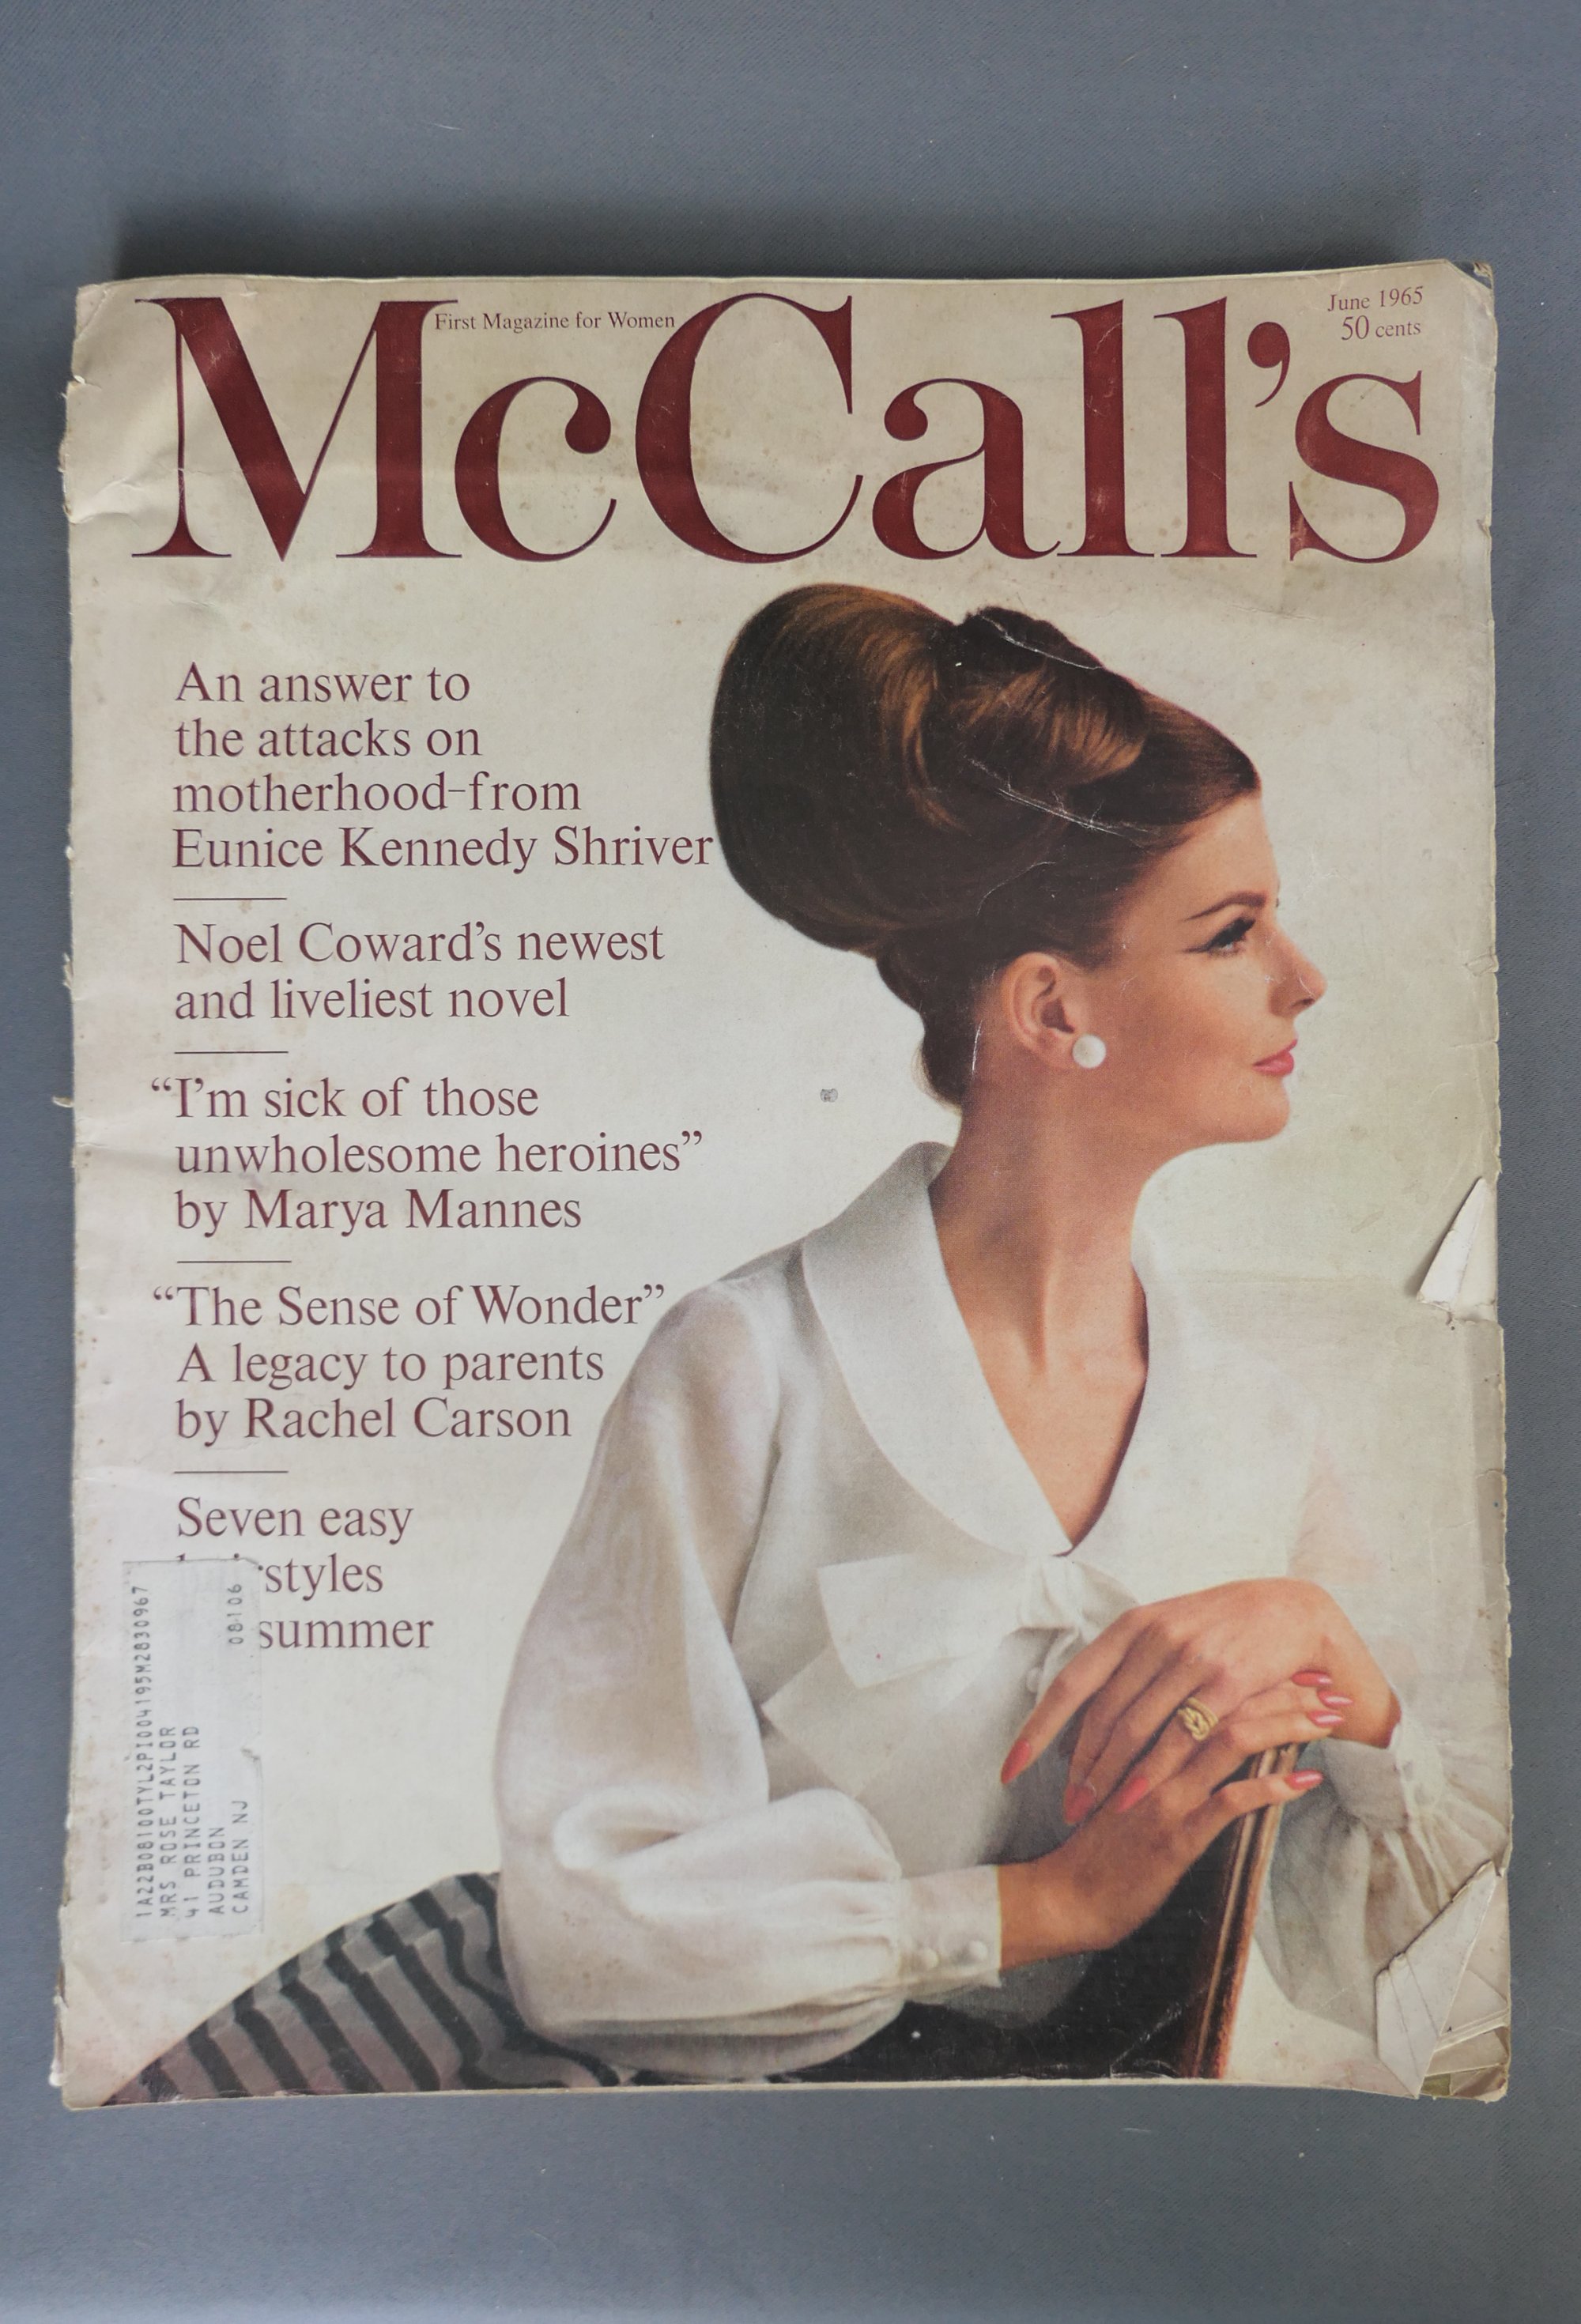 McCall's
First Magazine for Women
June 1965
50 cents
An answer to
the attacks on
motherhood-from
Eunice Kennedy Shriver
Noel Coward's newest
and liveliest novel
“I'm sick of those
unwholesome heroines”
by Marya Mannes
“The Sense of Wonder”
A legacy to parents
by Rachel Carson
Seven easy
styles
summer
08106
1A22B08100TYL2PI004195M2830967
MRS ROSE TAYLOR
41 PRINCETON RD
AUDUBON
CAMDEN NJ